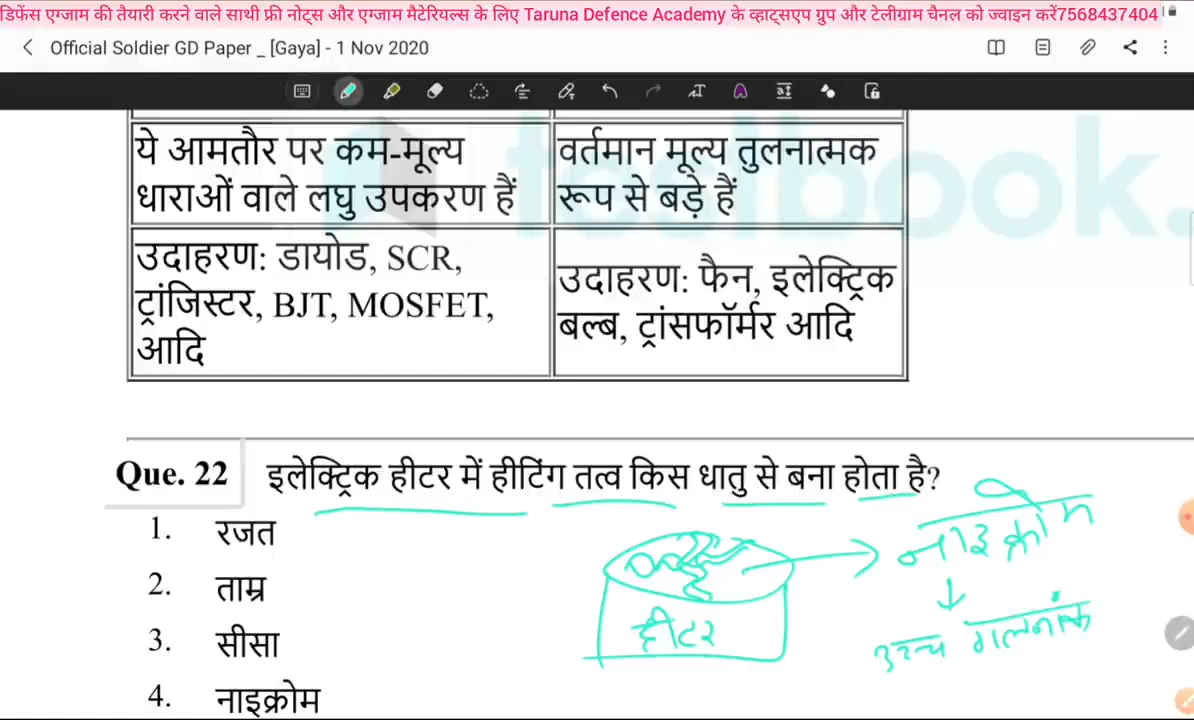 डिफेंस एग्जाम की तैयारी करने वाले साथी फ्री नोट्स और एग्जाम मैटेरियल्स के लिए Taruna Defence Academy के व्हाट्सएप ग्रुप और टेलीग्राम चैनल को ज्वाइन करें7568437404
Official Soldier GD Paper _ [Gaya] - 1 Nov 2020
ये आमतौर पर कम-मूल्य धाराओं वाले लघु उपकरण हैं
वर्तमान मूल्य तुलनात्मक रूप से बड़े हैं
उदाहरण: डायोड, SCR, ट्रांजिस्टर, BJT, MOSFET, आदि
उदाहरण: फैन, इलेक्ट्रिक बल्ब, ट्रांसफॉर्मर आदि
testbook.
Que. 22 इलेक्ट्रिक हीटर में हीटिंग तत्व किस धातु से बना होता है?
1. रजत
2. ताम्र
3. सीसा
4. नाइक्रोम
नाइक्रोम
हीटर
उच्च गलनांक